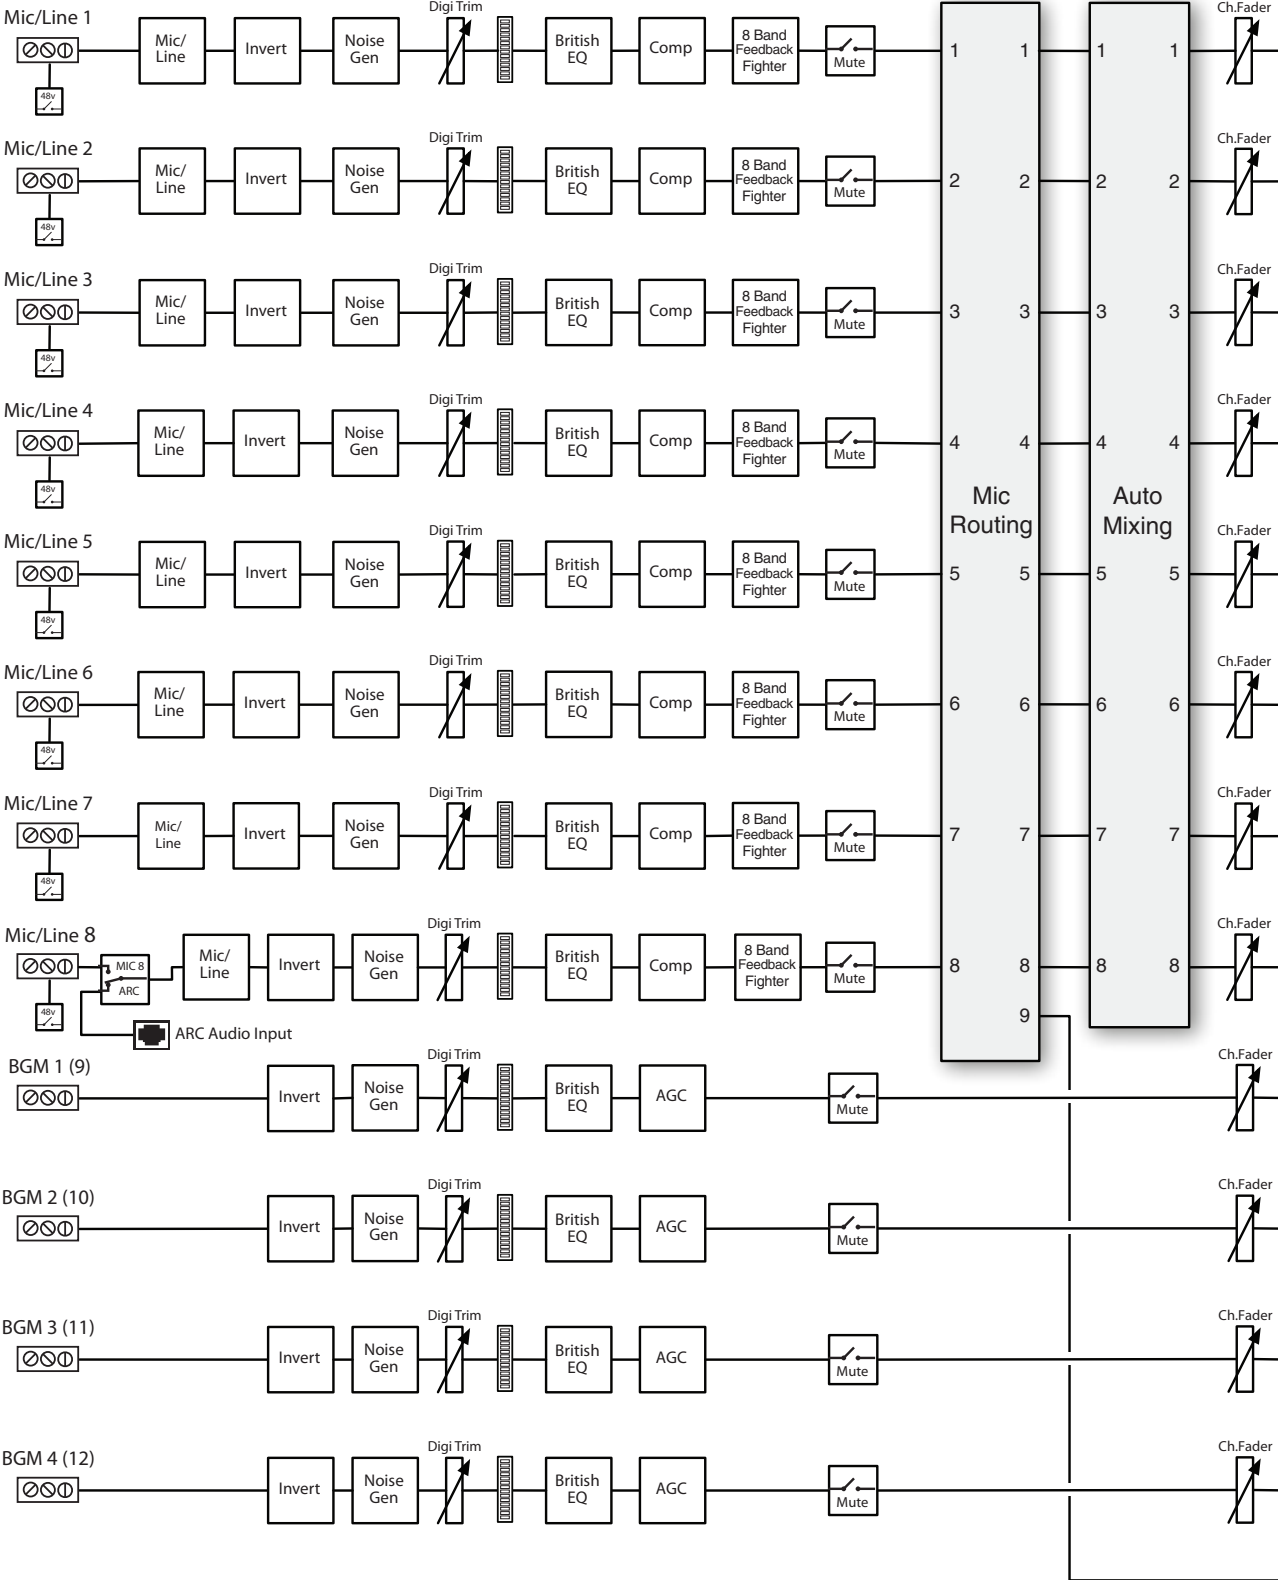 Mic/Line 1
48v
Mic/
Line
Invert
Noise
Gen
Digi Trim
British
EQ
Comp
8 Band
Feedback
Fighter
Mute
1
1
1
1
Ch.Fader
Mic/Line 2
48v
Mic/
Line
Invert
Noise
Gen
Digi Trim
British
EQ
Comp
8 Band
Feedback
Fighter
Mute
2
2
2
2
Ch.Fader
Mic/Line 3
48v
Mic/
Line
Invert
Noise
Gen
Digi Trim
British
EQ
Comp
8 Band
Feedback
Fighter
Mute
3
3
3
3
Ch.Fader
Mic/Line 4
48v
Mic/
Line
Invert
Noise
Gen
Digi Trim
British
EQ
Comp
8 Band
Feedback
Fighter
Mute
4
4
4
4
Ch.Fader
Mic
Routing
Auto
Mixing
Mic/Line 5
48v
Mic/
Line
Invert
Noise
Gen
Digi Trim
British
EQ
Comp
8 Band
Feedback
Fighter
Mute
5
5
5
5
Ch.Fader
Mic/Line 6
48v
Mic/
Line
Invert
Noise
Gen
Digi Trim
British
EQ
Comp
8 Band
Feedback
Fighter
Mute
6
6
6
6
Ch.Fader
Mic/Line 7
48v
Mic/
Line
Invert
Noise
Gen
Digi Trim
British
EQ
Comp
8 Band
Feedback
Fighter
Mute
7
7
7
7
Ch.Fader
Mic/Line 8
48v
MIC 8
ARC
ARC Audio Input
Mic/
Line
Invert
Noise
Gen
Digi Trim
British
EQ
Comp
8 Band
Feedback
Fighter
Mute
8
8
8
8
9
Ch.Fader
BGM 1 (9)
Invert
Noise
Gen
Digi Trim
British
EQ
AGC
Mute
Ch.Fader
BGM 2 (10)
Invert
Noise
Gen
Digi Trim
British
EQ
AGC
Mute
Ch.Fader
BGM 3 (11)
Invert
Noise
Gen
Digi Trim
British
EQ
AGC
Mute
Ch.Fader
BGM 4 (12)
Invert
Noise
Gen
Digi Trim
British
EQ
AGC
Mute
Ch.Fader